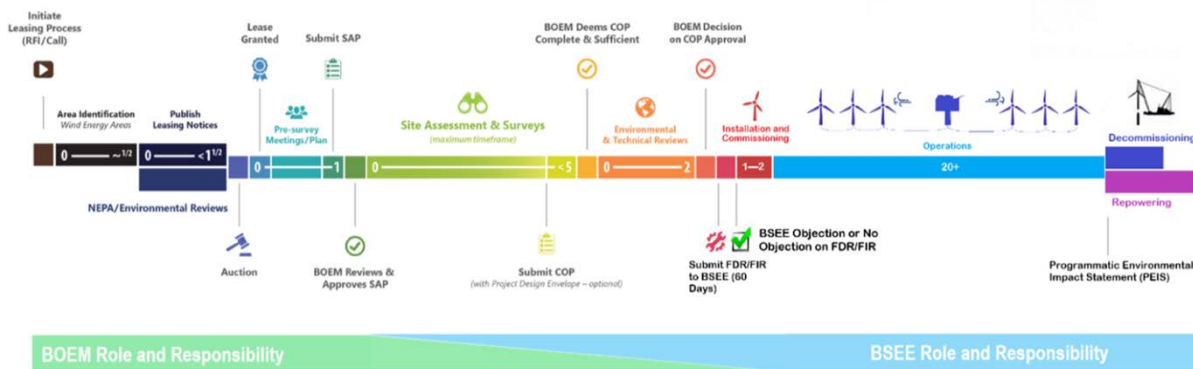 Initiate
Leasing Process
(RFI/Call)
Lease
Granted
Submit SAP
BOEM Deems COP
Complete & Sufficient
BOEM Decision
on COP Approval
Area Identification
Wind Energy Areas
Publish
Leasing Notices
Pre-survey
Meetings/Plan
Site Assessment & Surveys
(maximum timeframe)
Environmental
& Technical Reviews
Installation and
Commissioning
Operations
Decommissioning
0 ~1/2
0 <1 1/2
0 1
0 <5
0 2
1—2
20+
NEPA/Environmental Reviews
Repowering
Auction
BOEM Reviews &
Approves SAP
Submit COP
(with Project Design Envelope – optional)
Submit FDR/FIR
to BSEE (60
Days)
BSEE Objection or No
Objection on FDR/FIR
Programmatic Environmental
Impact Statement (PEIS)
BOEM Role and Responsibility
BSEE Role and Responsibility